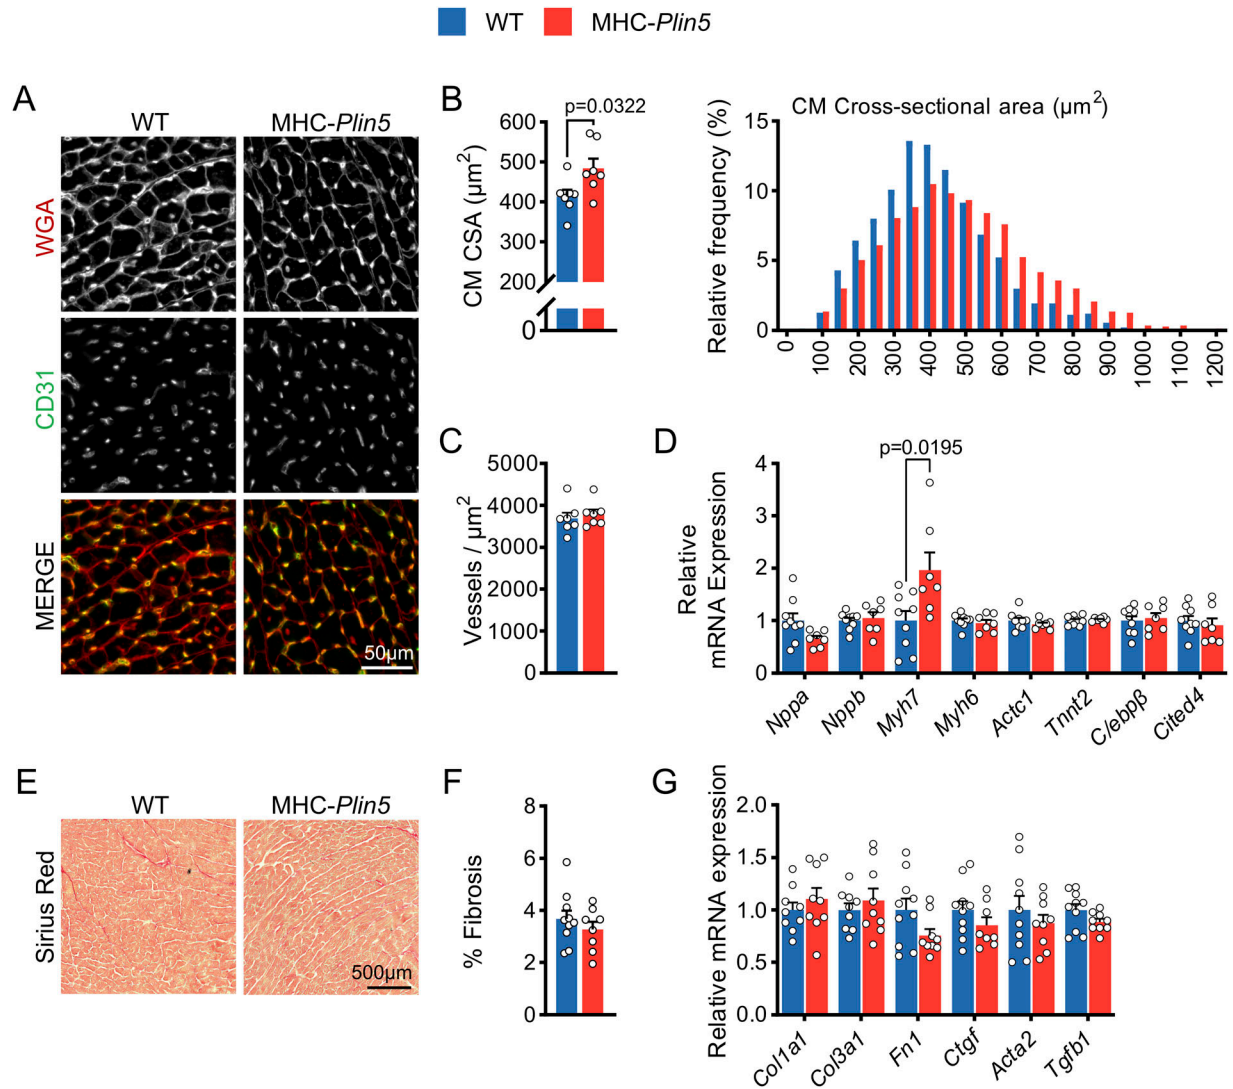 WT MHC-Plin5
A
WT MHC-Plin5
WGA
CD31
MERGE
50µm
B
p=0.0322
CM CSA (µm²)
600
500
400
300
200
0
CM Cross-sectional area (µm²)
Relative frequency (%)
15
10
5
0
0 100 200 300 400 500 600 700 800 900 1000 1100 1200
C
Vessels / µm²
5000
4000
3000
2000
1000
0
D
p=0.0195
Relative
mRNA Expression
4
3
2
1
0
Nppa Nppb Myh7 Myh6 Actc1 Tnnt2 C/ebpβ Cited4
E
WT MHC-Plin5
Sirius Red
500µm
F
% Fibrosis
8
6
4
2
0
G
Relative mRNA expression
2.0
1.5
1.0
0.5
0.0
Col1a1 Col3a1 Fn1 Ctgf Acta2 Tgfb1